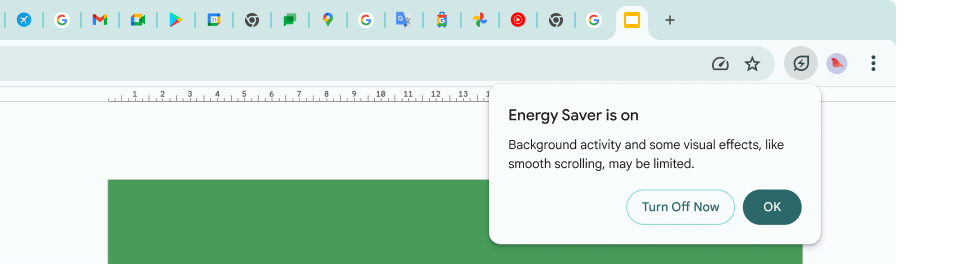 1 2 3 4 5 6 7 8 9 10 11 12 13
Energy Saver is on
Background activity and some visual effects, like
smooth scrolling, may be limited.
Turn Off Now OK